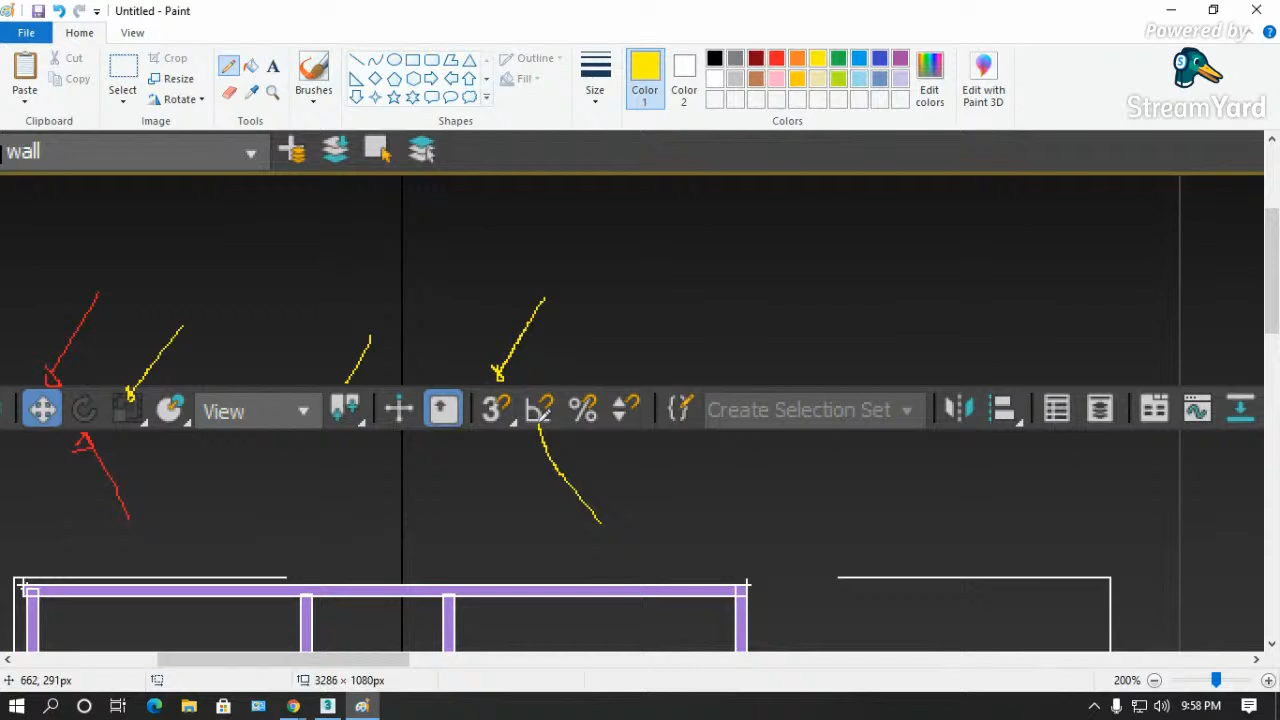 Untitled - Paint
File
Home
View
Powered by
Paste
Cut
Copy
Clipboard
Select
Crop
Resize
Rotate
Image
Tools
Brushes
Shapes
Outline
Fill
Size
Color 1
Color 2
Colors
Edit colors
Edit with Paint 3D
StreamYard
wall
View
3
Create Selection Set
662, 291px
3286 × 1080px
200%
9:58 PM